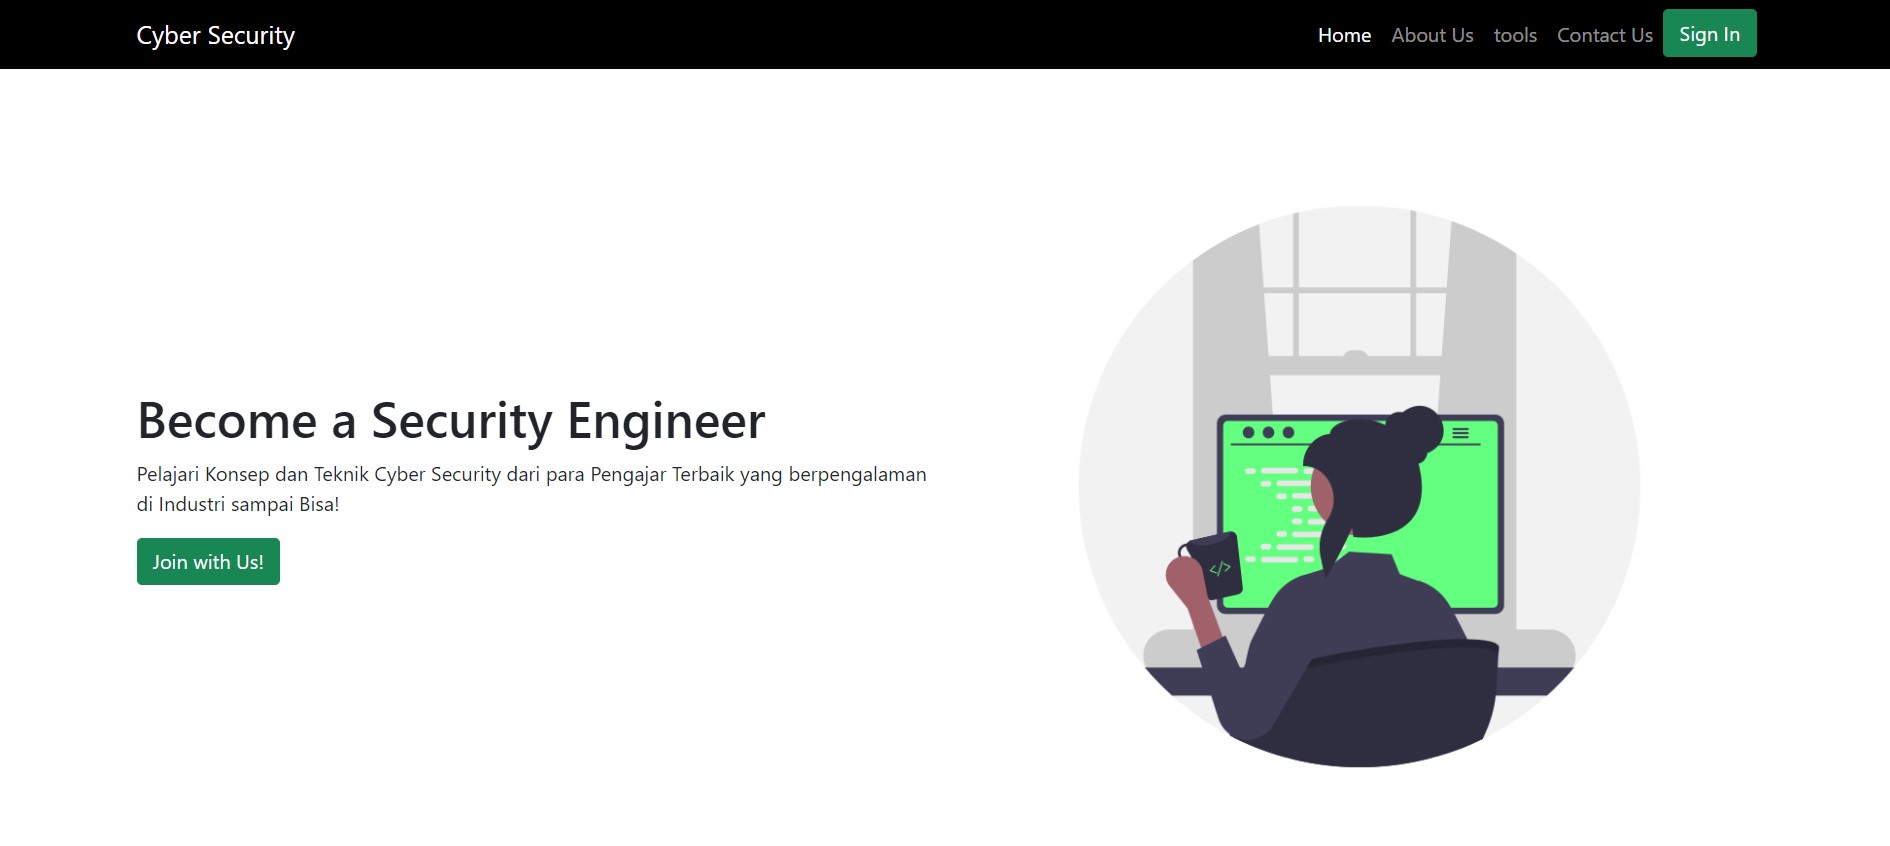 Cyber Security
Home About Us tools Contact Us Sign In
Become a Security Engineer
Pelajari Konsep dan Teknik Cyber Security dari para Pengajar Terbaik yang berpengalaman
di Industri sampai Bisa!
Join with Us!
</>